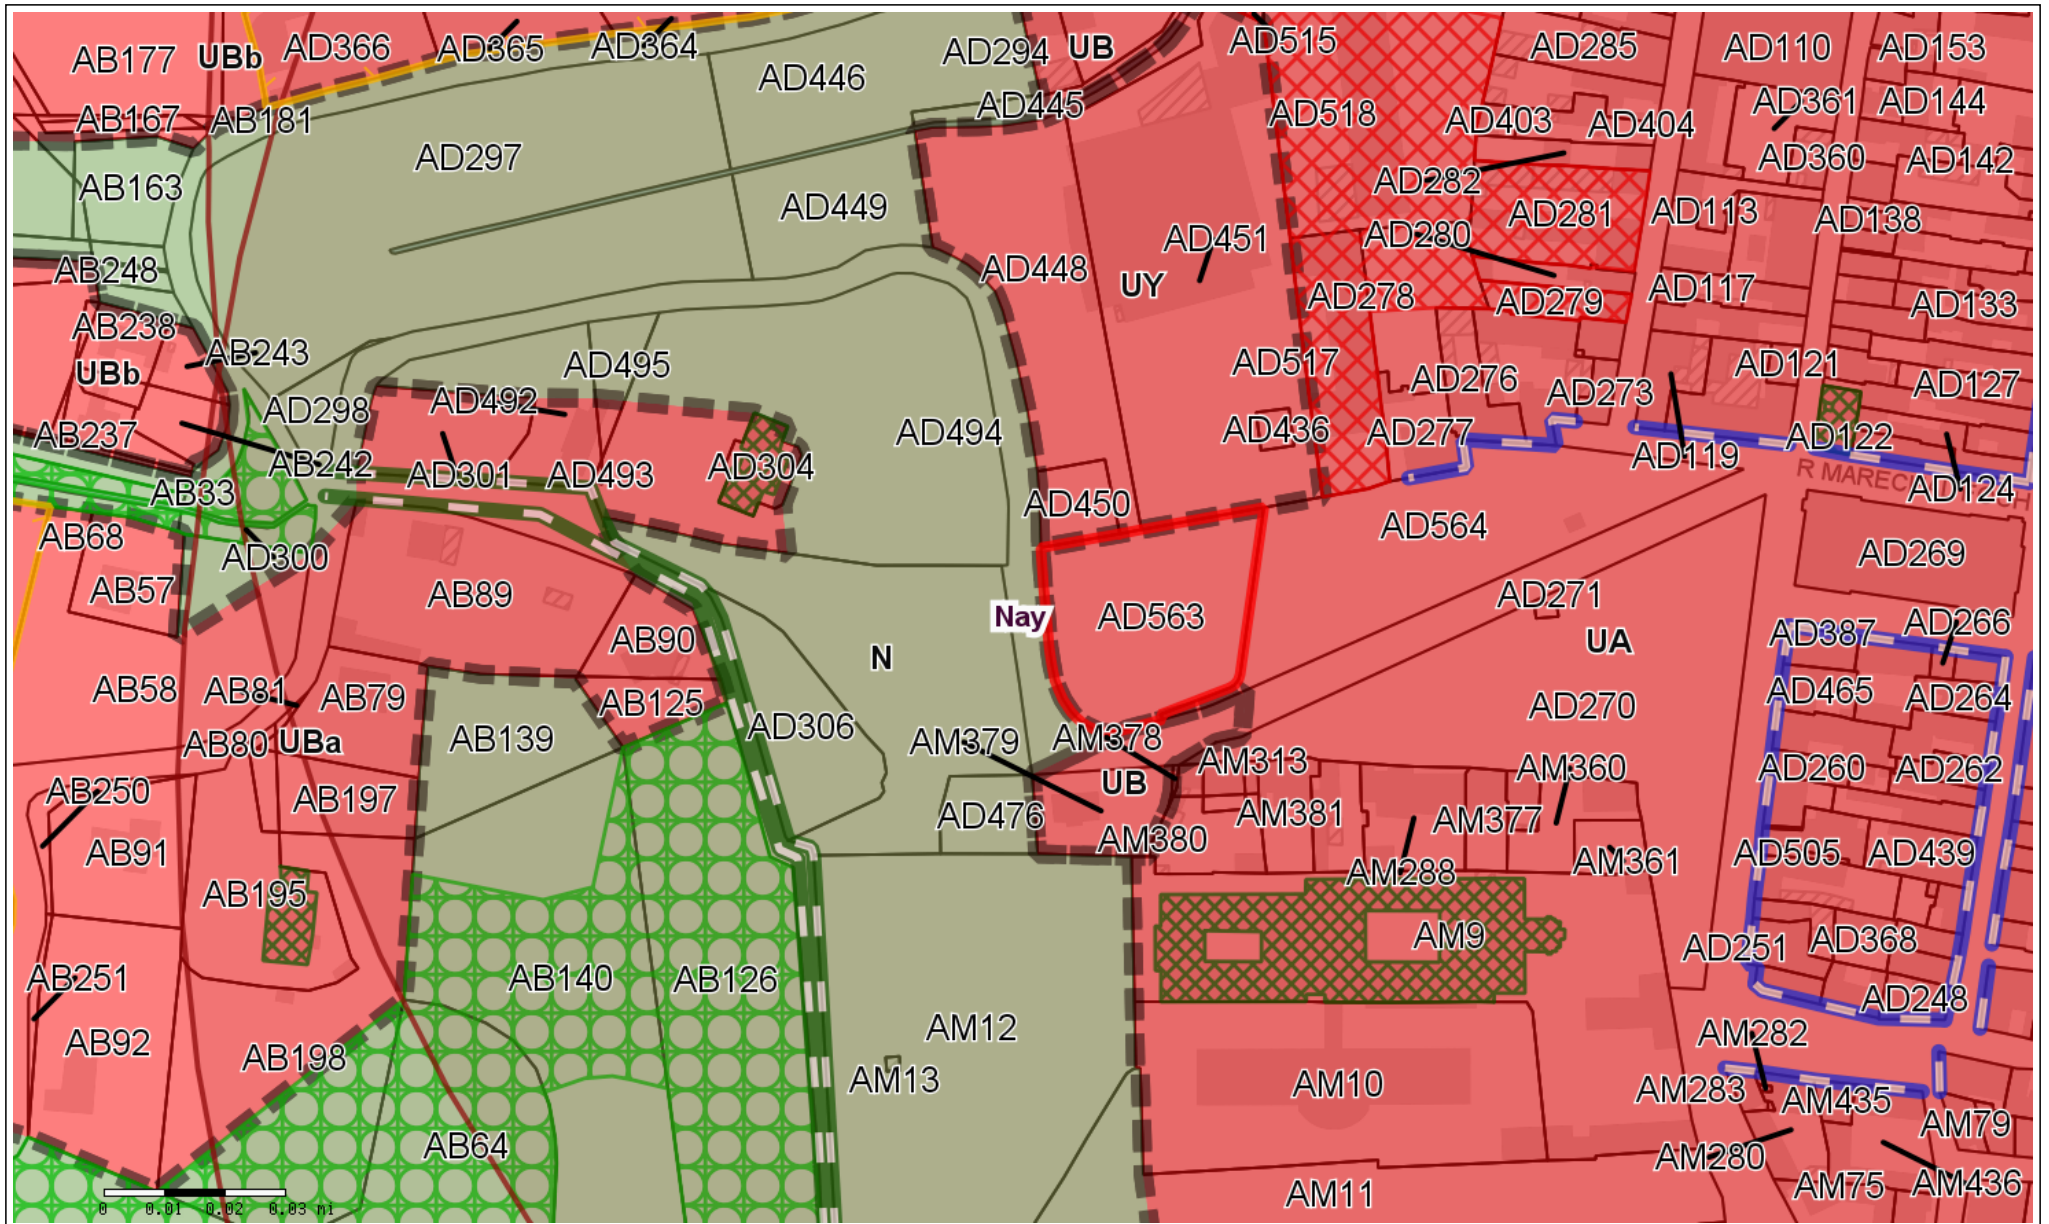 AB177 UBb AD366 AD365 AD364 AD294 UB AD515 AD285 AD110 AD153
AD446
AB167 AB181 AD445 AD518 AD403 AD404 AD361 AD144
AD297 AD360 AD142
AB163 AD449 AD282 AD281 AD113 AD138
AD451 AD280
AB248 AD448 UY AD278 AD279 AD117 AD133
AB238 AB243 AD495 AD517 AD121
UBb AD492 AD276 AD273 AD127
AB237 AD298 AD494 AD436 AD277 AD122
AB242 AD301 AD493 AD304 AD119
AB33 AD450 R MARECH AD124
AB68 AD300 AD564 AD269
AB57 AB89 Nay AD563 AD271
AB90 N UA AD387 AD266
AB58 AB81 AB79 AB125 AD465 AD264
AB80 UBa AB139 AD306 AM379 AM378 AD270
AB250 AB197 UB AM313 AM360 AD260 AD262
AD476 AM380 AM381 AM377
AB91 AM288 AM361 AD505 AD439
AB195 AM9 AD251 AD368
AB251 AB140 AB126 AD248
AB92 AB198 AM12 AM282
AM13 AM10 AM283 AM435
AB64 AM280 AM79
AM11 AM75 AM436
0 0.01 0.02 0.03 mi